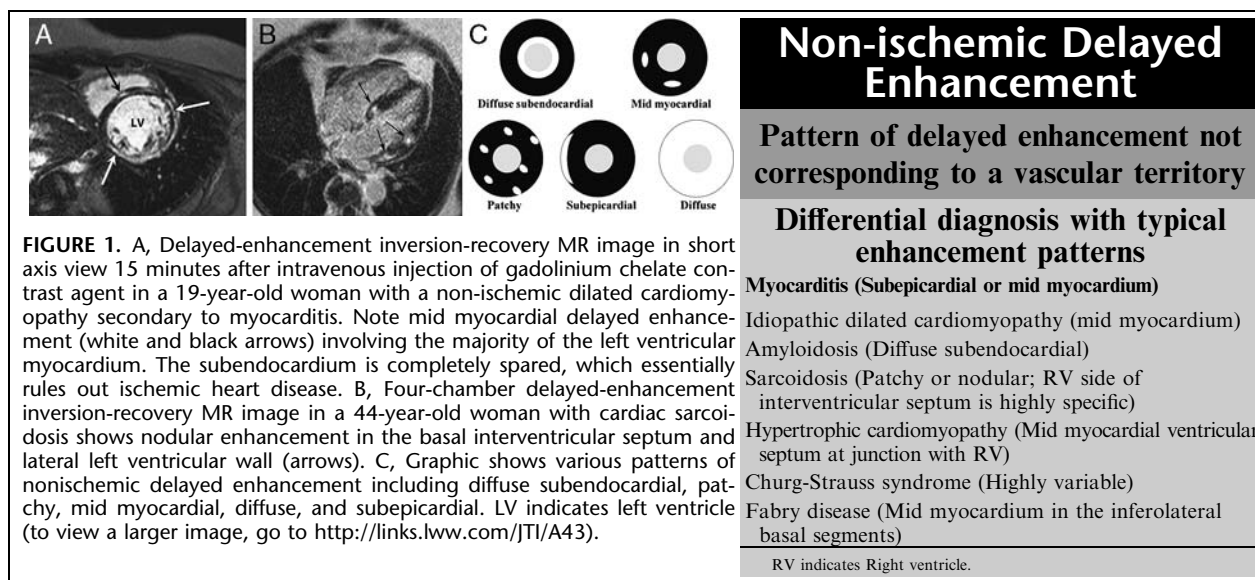 A
B
C
LV
Diffuse subendocardial
Mid myocardial
Patchy
Subepicardial
Diffuse
FIGURE 1. A, Delayed-enhancement inversion-recovery MR image in short
axis view 15 minutes after intravenous injection of gadolinium chelate con-
trast agent in a 19-year-old woman with a non-ischemic dilated cardiomy-
opathy secondary to myocarditis. Note mid myocardial delayed enhance-
ment (white and black arrows) involving the majority of the left ventricular
myocardium. The subendocardium is completely spared, which essentially
rules out ischemic heart disease. B, Four-chamber delayed-enhancement
inversion-recovery MR image in a 44-year-old woman with cardiac sarcoi-
dosis shows nodular enhancement in the basal interventricular septum and
lateral left ventricular wall (arrows). C, Graphic shows various patterns of
nonischemic delayed enhancement including diffuse subendocardial, pat-
chy, mid myocardial, diffuse, and subepicardial. LV indicates left ventricle
(to view a larger image, go to http://links.lww.com/JTI/A43).
Non-ischemic Delayed
Enhancement
Pattern of delayed enhancement not
corresponding to a vascular territory
Differential diagnosis with typical
enhancement patterns
Myocarditis (Subepicardial or mid myocardium)
Idiopathic dilated cardiomyopathy (mid myocardium)
Amyloidosis (Diffuse subendocardial)
Sarcoidosis (Patchy or nodular; RV side of
interventricular septum is highly specific)
Hypertrophic cardiomyopathy (Mid myocardial ventricular
septum at junction with RV)
Churg-Strauss syndrome (Highly variable)
Fabry disease (Mid myocardium in the inferolateral
basal segments)
RV indicates Right ventricle.